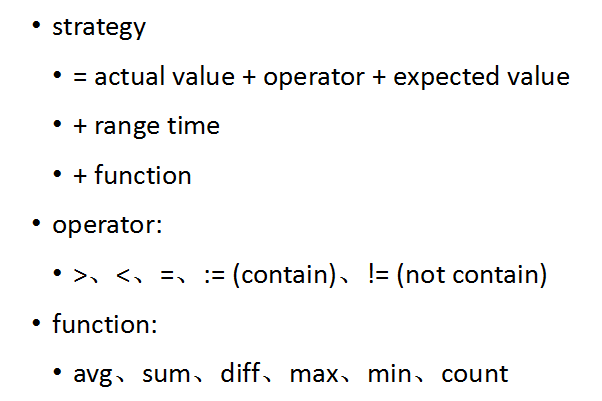 • strategy
• = actual value + operator + expected value
• + range time
• + function
• operator:
• >、<、=、:= (contain)、!= (not contain)
• function:
• avg、sum、diff、max、min、count